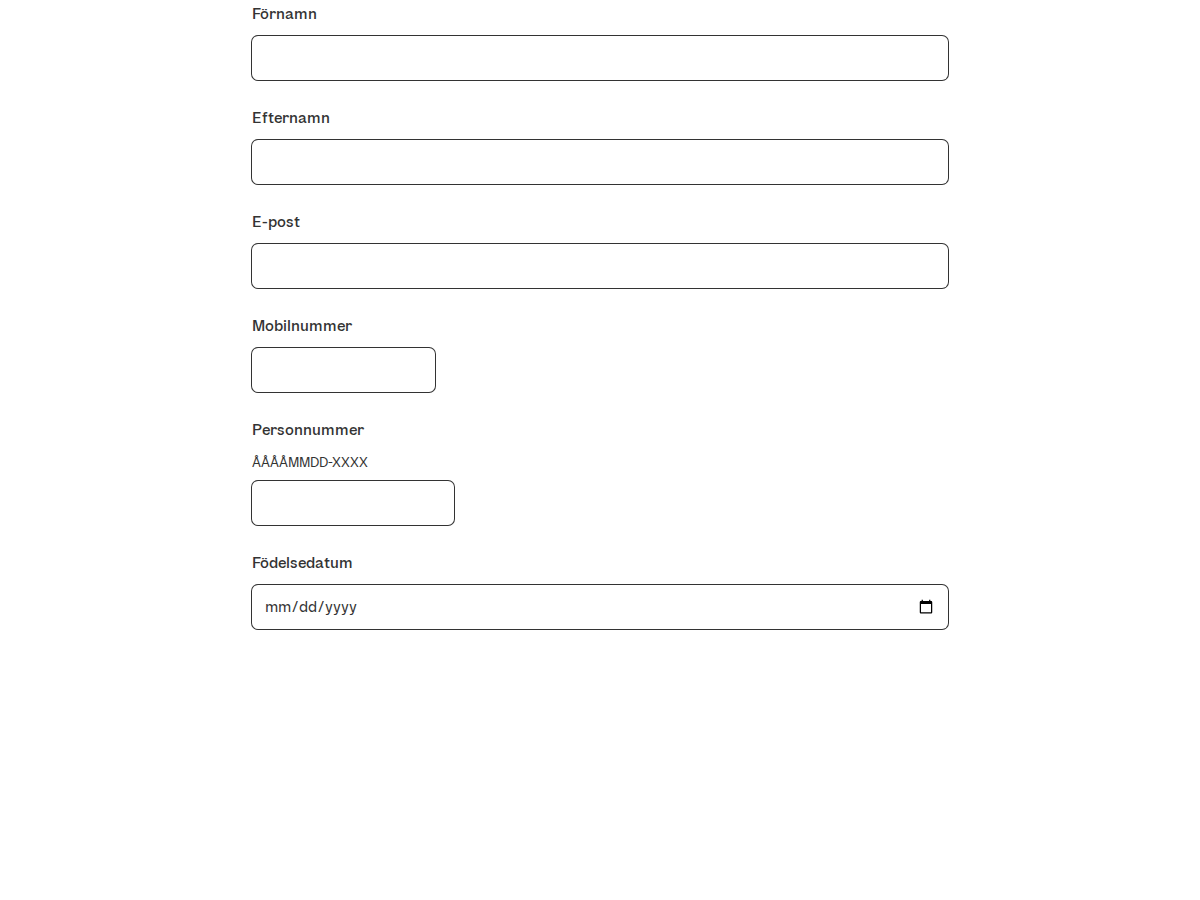 Förnamn
Efternamn
E-post
Mobilnummer
Personnummer
ÅÅÅÅMMDD-XXXX
Födelsedatum
mm/dd/yyyy